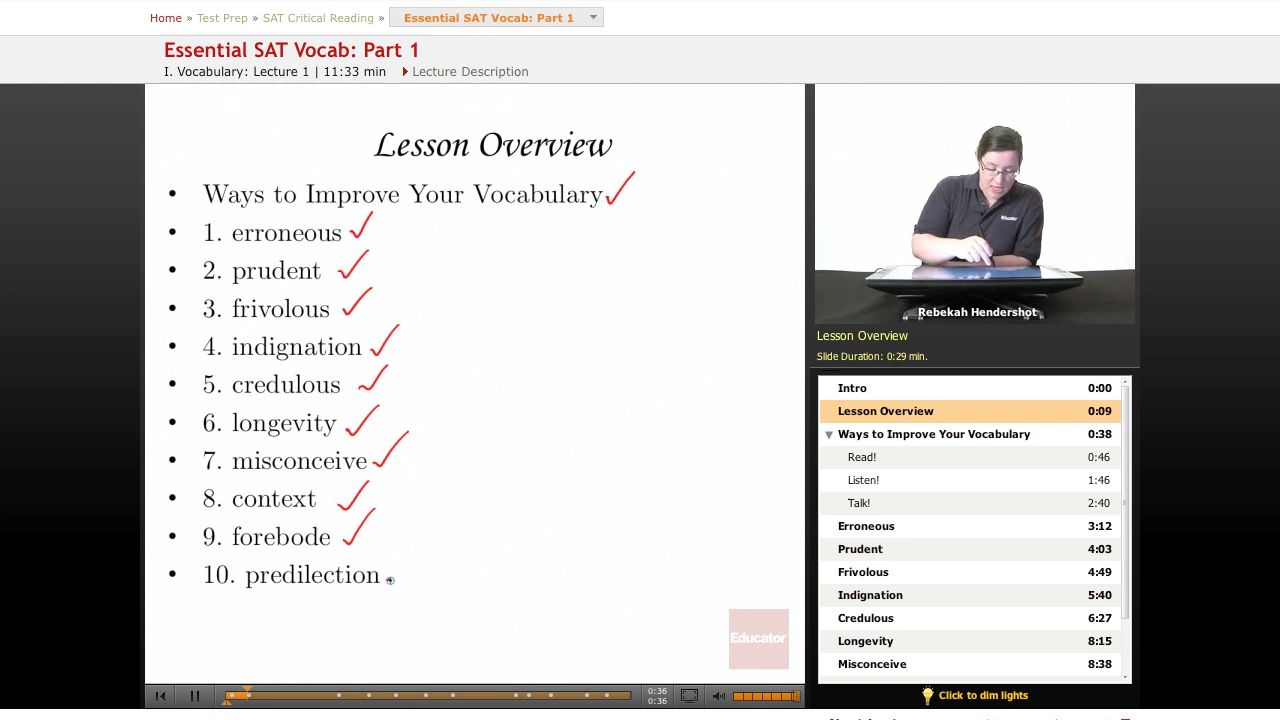 Home » Test Prep » SAT Critical Reading » Essential SAT Vocab: Part 1
Essential SAT Vocab: Part 1
I. Vocabulary: Lecture 1 | 11:33 min Lecture Description
Lesson Overview
• Ways to Improve Your Vocabulary
• 1. erroneous
• 2. prudent
• 3. frivolous
• 4. indignation
• 5. credulous
• 6. longevity
• 7. misconceive
• 8. context
• 9. forebode
• 10. predilection
Educator
0:36
0:36
Educator
Rebekah Hendershot
Lesson Overview
Slide Duration: 0:29 min.
Intro 0:00
Lesson Overview 0:09
Ways to Improve Your Vocabulary 0:38
Read! 0:46
Listen! 1:46
Talk! 2:40
Erroneous 3:12
Prudent 4:03
Frivolous 4:49
Indignation 5:40
Credulous 6:27
Longevity 8:15
Misconceive 8:38
Click to dim lights